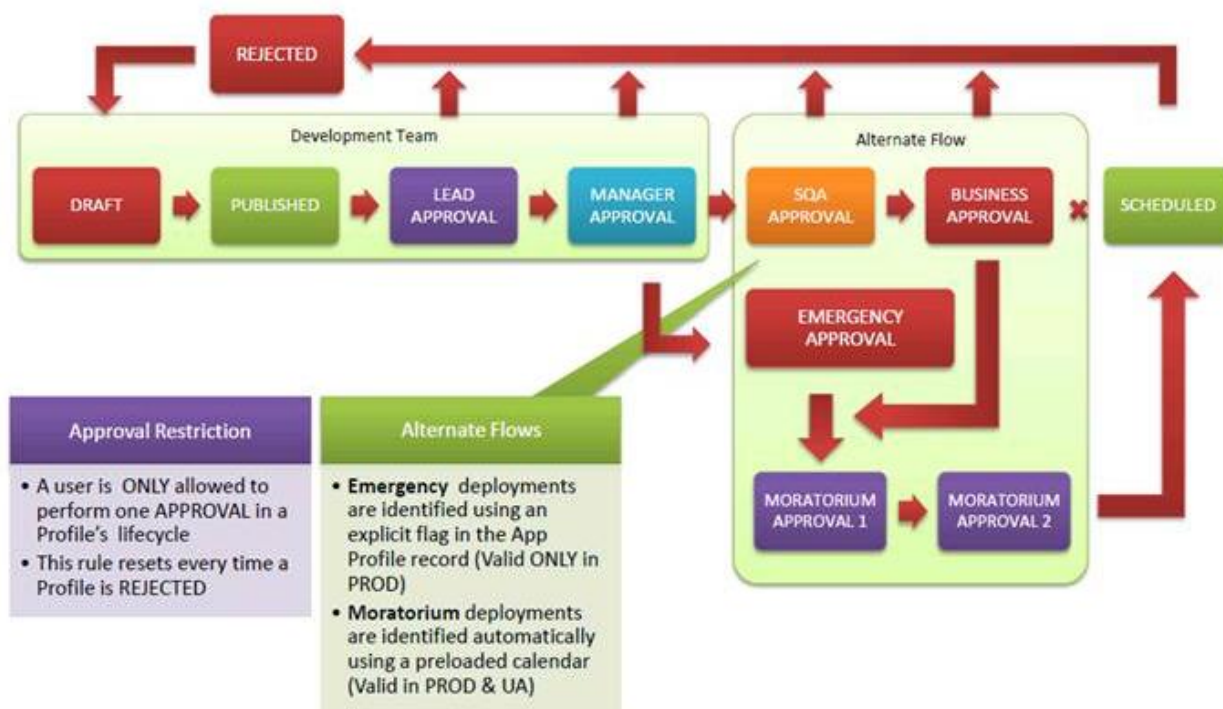 REJECTED
Development Team
DRAFT
PUBLISHED
LEAD
APPROVAL
MANAGER
APPROVAL
Alternate Flow
SQA
APPROVAL
BUSINESS
APPROVAL
SCHEDULED
EMERGENCY
APPROVAL
MORATORIUM
APPROVAL 1
MORATORIUM
APPROVAL 2
Approval Restriction
• A user is ONLY allowed to
perform one APPROVAL in a
Profile's lifecycle
• This rule resets every time a
Profile is REJECTED
Alternate Flows
• Emergency deployments
are identified using an
explicit flag in the App
Profile record (Valid ONLY in
PROD)
• Moratorium deployments
are identified automatically
using a preloaded calendar
(Valid in PROD & UA)